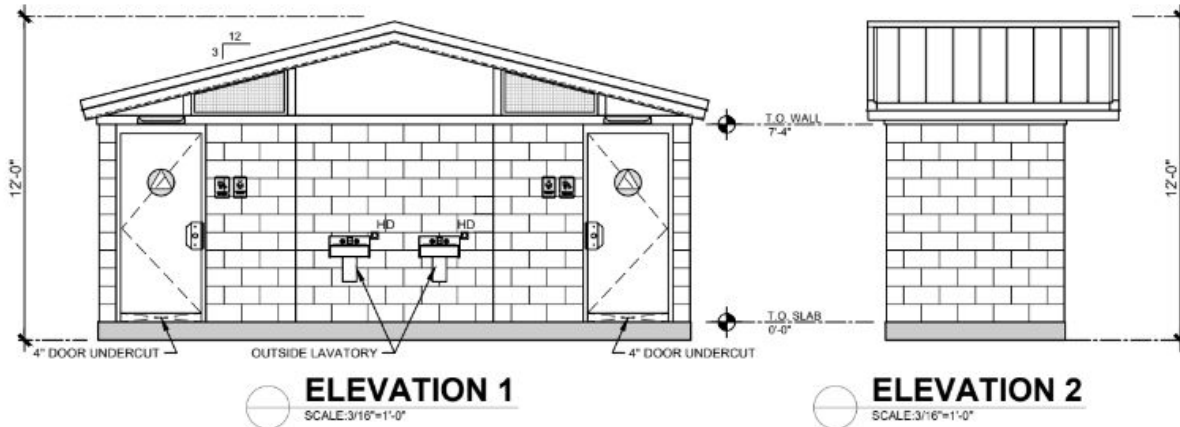 12
3
12'-0"
T.O. WALL
7'-4"
12'-0"
HD
HD
T.O. SLAB
0'-0"
4" DOOR UNDERCUT
OUTSIDE LAVATORY
4" DOOR UNDERCUT
ELEVATION 1
SCALE:3/16"=1'-0"
ELEVATION 2
SCALE:3/16"=1'-0"